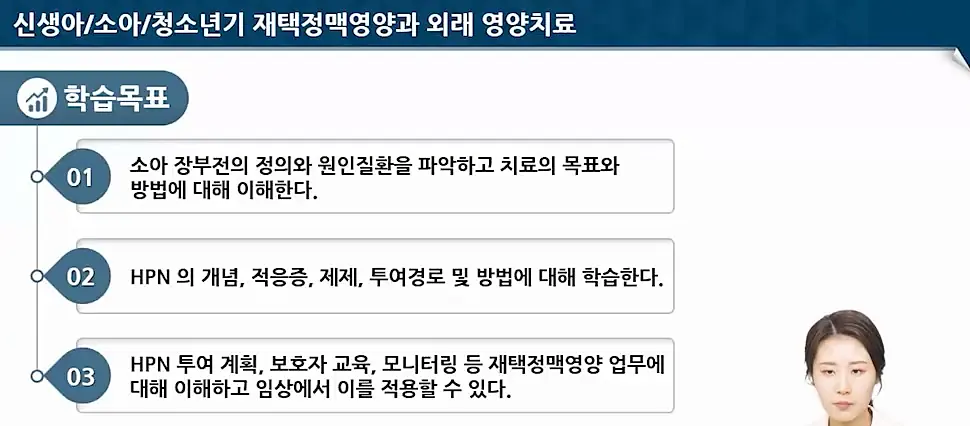 신생아/소아/청소년기 재택정맥영양과 외래 영양치료
학습목표
01
소아 장부전의 정의와 원인질환을 파악하고 치료의 목표와
방법에 대해 이해한다.
02
HPN 의 개념, 적응증, 제제, 투여경로 및 방법에 대해 학습한다.
03
HPN 투여 계획, 보호자 교육, 모니터링 등 재택정맥영양 업무에
대해 이해하고 임상에서 이를 적용할 수 있다.